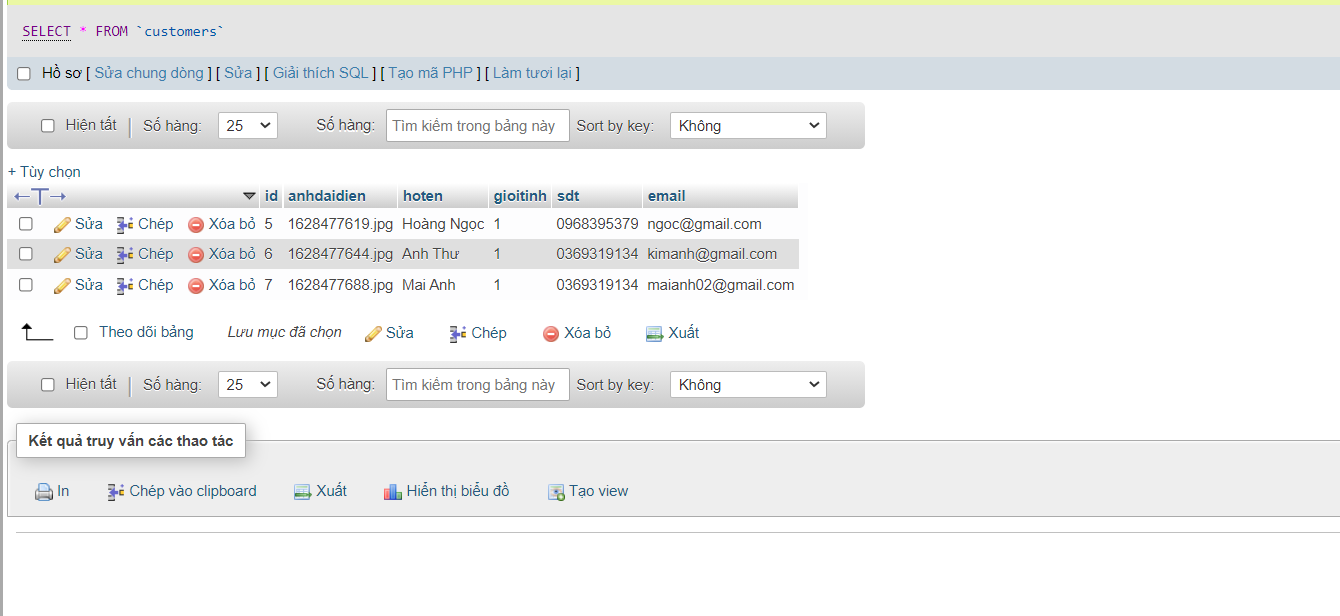 SELECT * FROM `customers`
Hồ sơ [ Sửa chung dòng ] [ Sửa ] [ Giải thích SQL ] [ Tạo mã PHP ] [ Làm tươi lại ]
Hiện tất | Số hàng: 25 Số hàng: Tìm kiếm trong bảng này Sort by key: Không
+ Tùy chọn
←T→ id anhdaidien hoten gioitinh sdt email
Sửa Chép Xóa bỏ 5 1628477619.jpg Hoàng Ngọc 1 0968395379 ngoc@gmail.com
Sửa Chép Xóa bỏ 6 1628477644.jpg Anh Thư 1 0369319134 kimanh@gmail.com
Sửa Chép Xóa bỏ 7 1628477688.jpg Mai Anh 1 0369319134 maianh02@gmail.com
Theo dõi bảng Lưu mục đã chọn Sửa Chép Xóa bỏ Xuất
Hiện tất | Số hàng: 25 Số hàng: Tìm kiếm trong bảng này Sort by key: Không
Kết quả truy vấn các thao tác
In Chép vào clipboard Xuất Hiển thị biểu đồ Tạo view